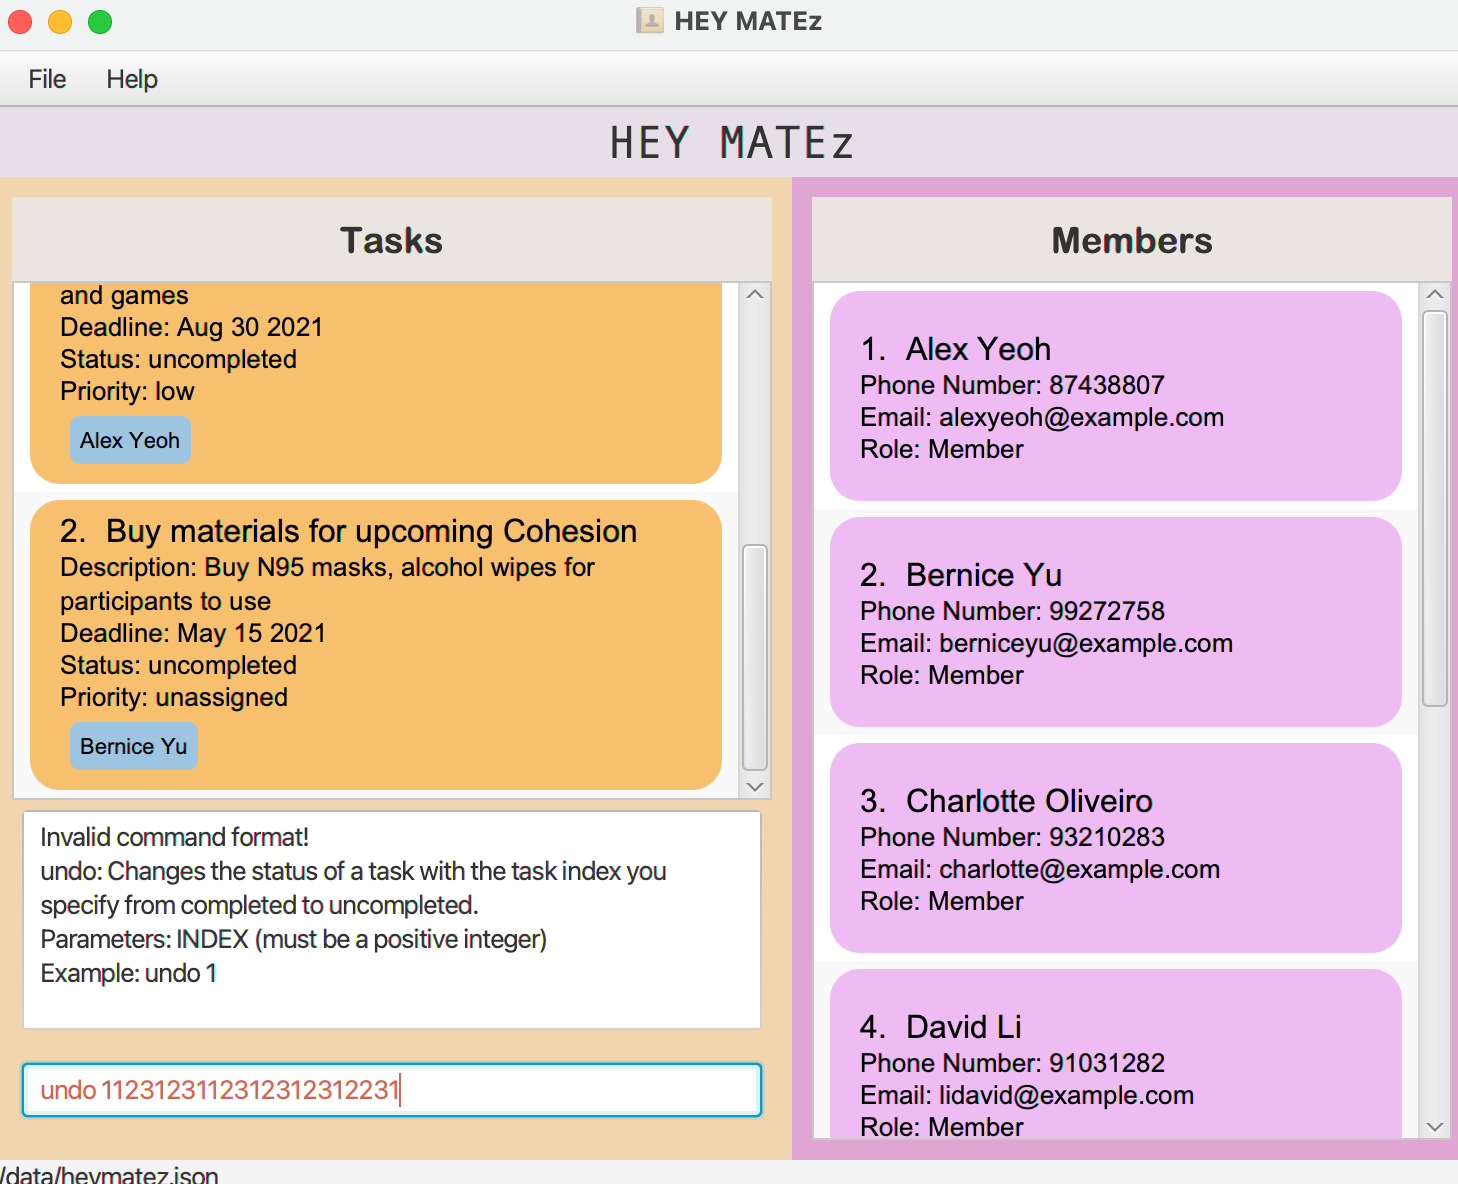 HEY MATEz
File Help
HEY MATEz
Tasks
and games
Deadline: Aug 30 2021
Status: uncompleted
Priority: low
Alex Yeoh
2. Buy materials for upcoming Cohesion
Description: Buy N95 masks, alcohol wipes for
participants to use
Deadline: May 15 2021
Status: uncompleted
Priority: unassigned
Bernice Yu
Invalid command format!
undo: Changes the status of a task with the task index you
specify from completed to uncompleted.
Parameters: INDEX (must be a positive integer)
Example: undo 1
undo 11231231123123123122​31
Members
1. Alex Yeoh
Phone Number: 87438807
Email: alexyeoh@example.com
Role: Member
2. Bernice Yu
Phone Number: 99272758
Email: berniceyu@example.com
Role: Member
3. Charlotte Oliveiro
Phone Number: 93210283
Email: charlotte@example.com
Role: Member
4. David Li
Phone Number: 91031282
Email: lidavid@example.com
Role: Member
/data/heymatez.json